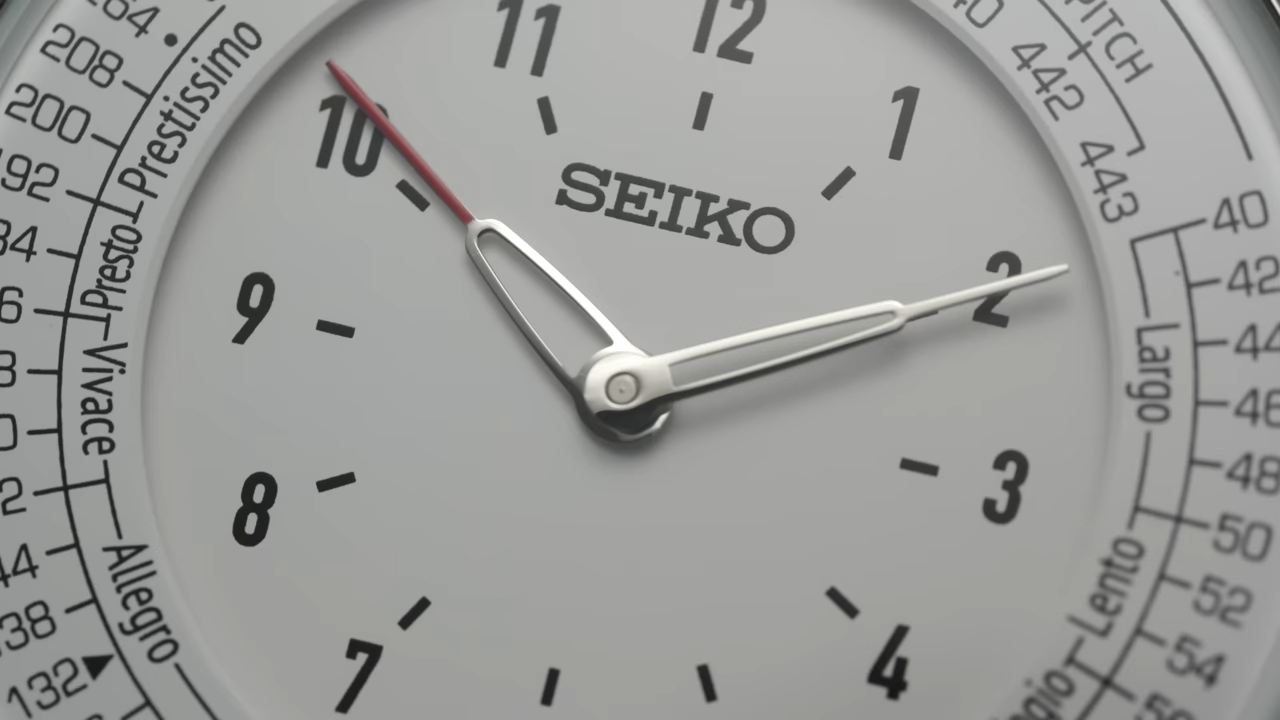 11
12
1
10
SEIKO
2
9
3
8
7
4
PITCH
442
443
208
200
Prestissimo
Presto
Vivace
Allegro
132
40
42
44
46
48
50
52
54
Largo
Lento